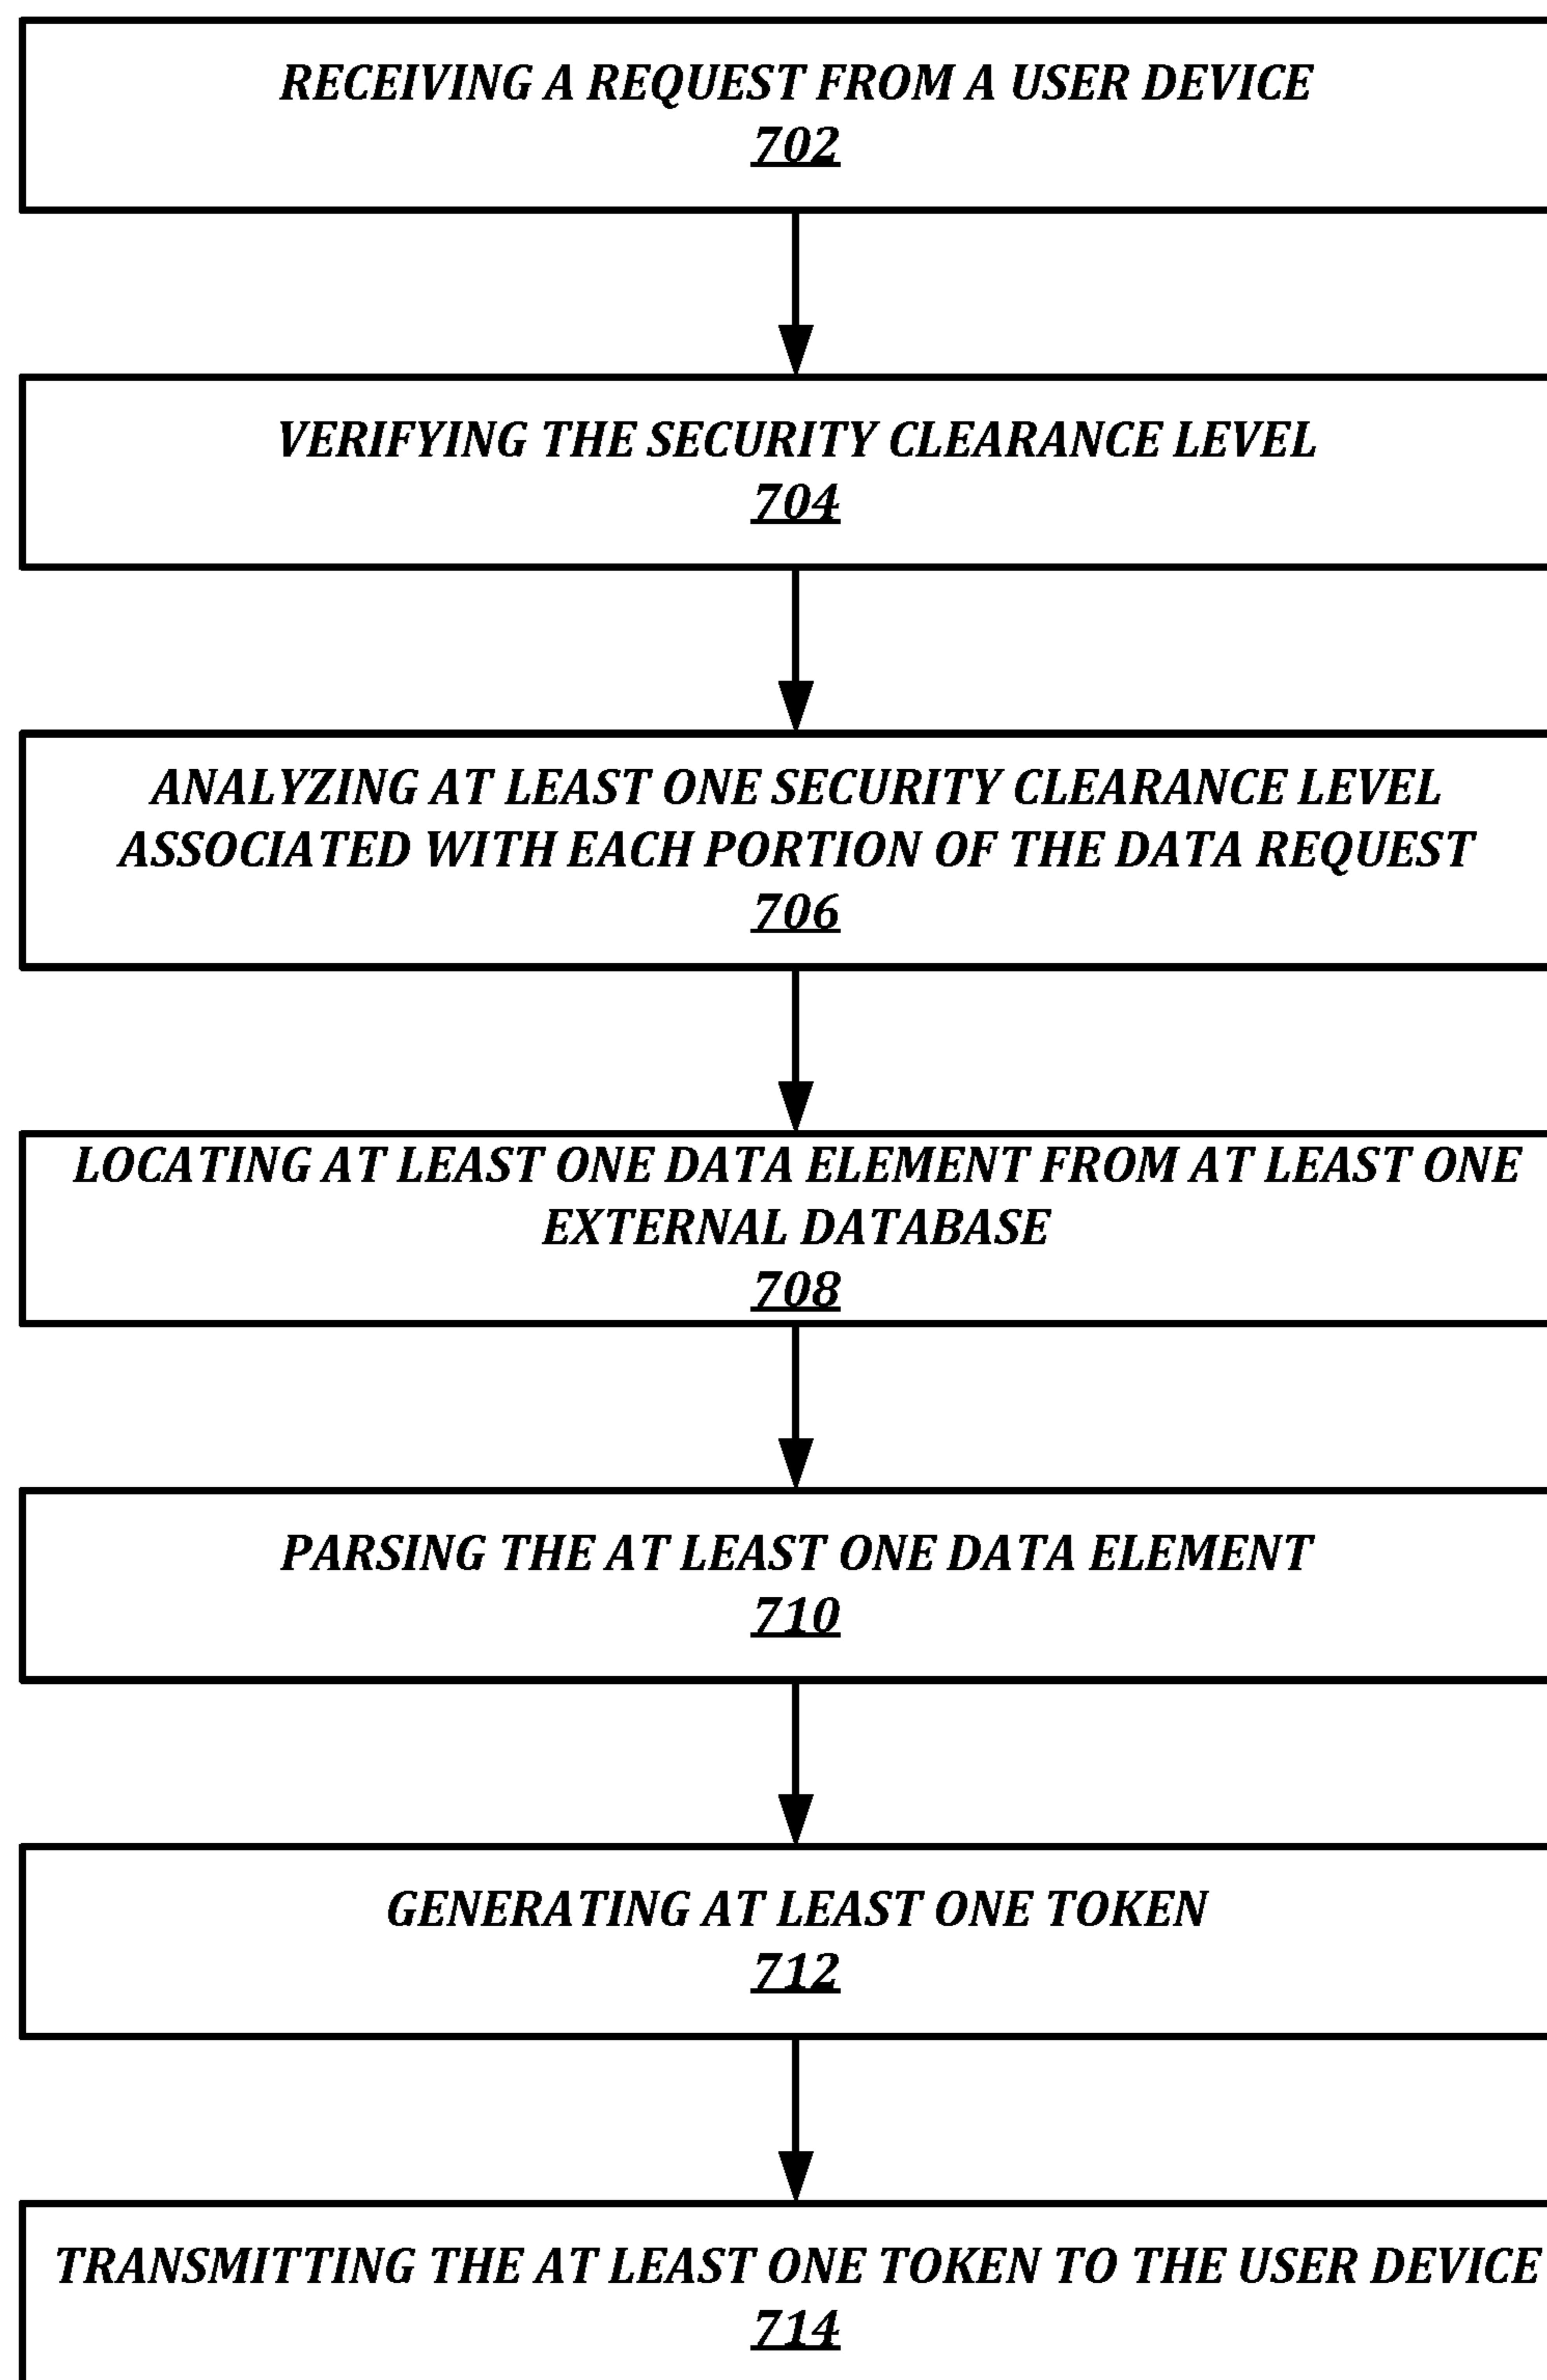 RECEIVING A REQUEST FROM A USER DEVICE
702
VERIFYING THE SECURITY CLEARANCE LEVEL
704
ANALYZING AT LEAST ONE SECURITY CLEARANCE LEVEL
ASSOCIATED WITH EACH PORTION OF THE DATA REQUEST
706
LOCATING AT LEAST ONE DATA ELEMENT FROM AT LEAST ONE
EXTERNAL DATABASE
708
PARSING THE AT LEAST ONE DATA ELEMENT
710
GENERATING AT LEAST ONE TOKEN
712
TRANSMITTING THE AT LEAST ONE TOKEN TO THE USER DEVICE
714